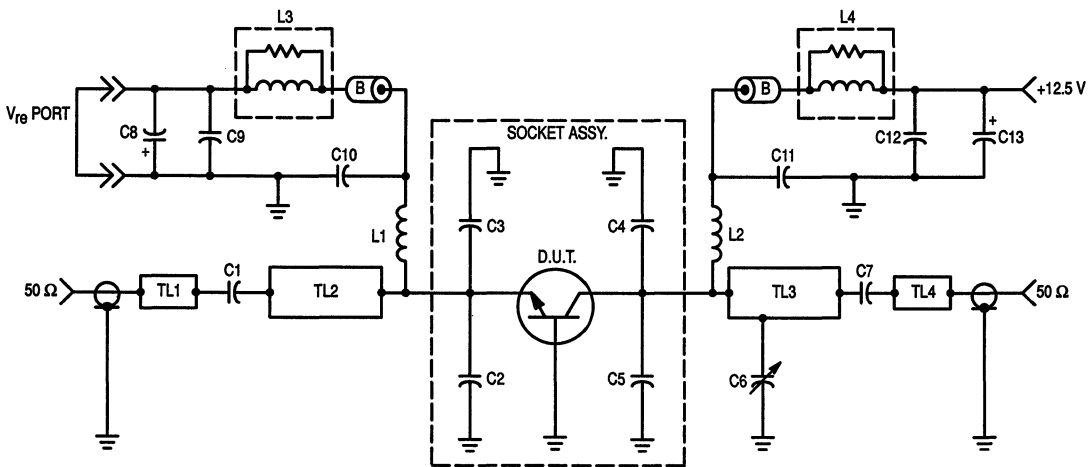 L3
L4
B
B
+12.5 V
Vre PORT
C8
+
C9
C12
+
C13
SOCKET ASSY.
C10
C11
L1
C3
C4
L2
D.U.T.
50 Ω
TL1
C1
TL2
TL3
C7
TL4
50 Ω
C2
C5
C6